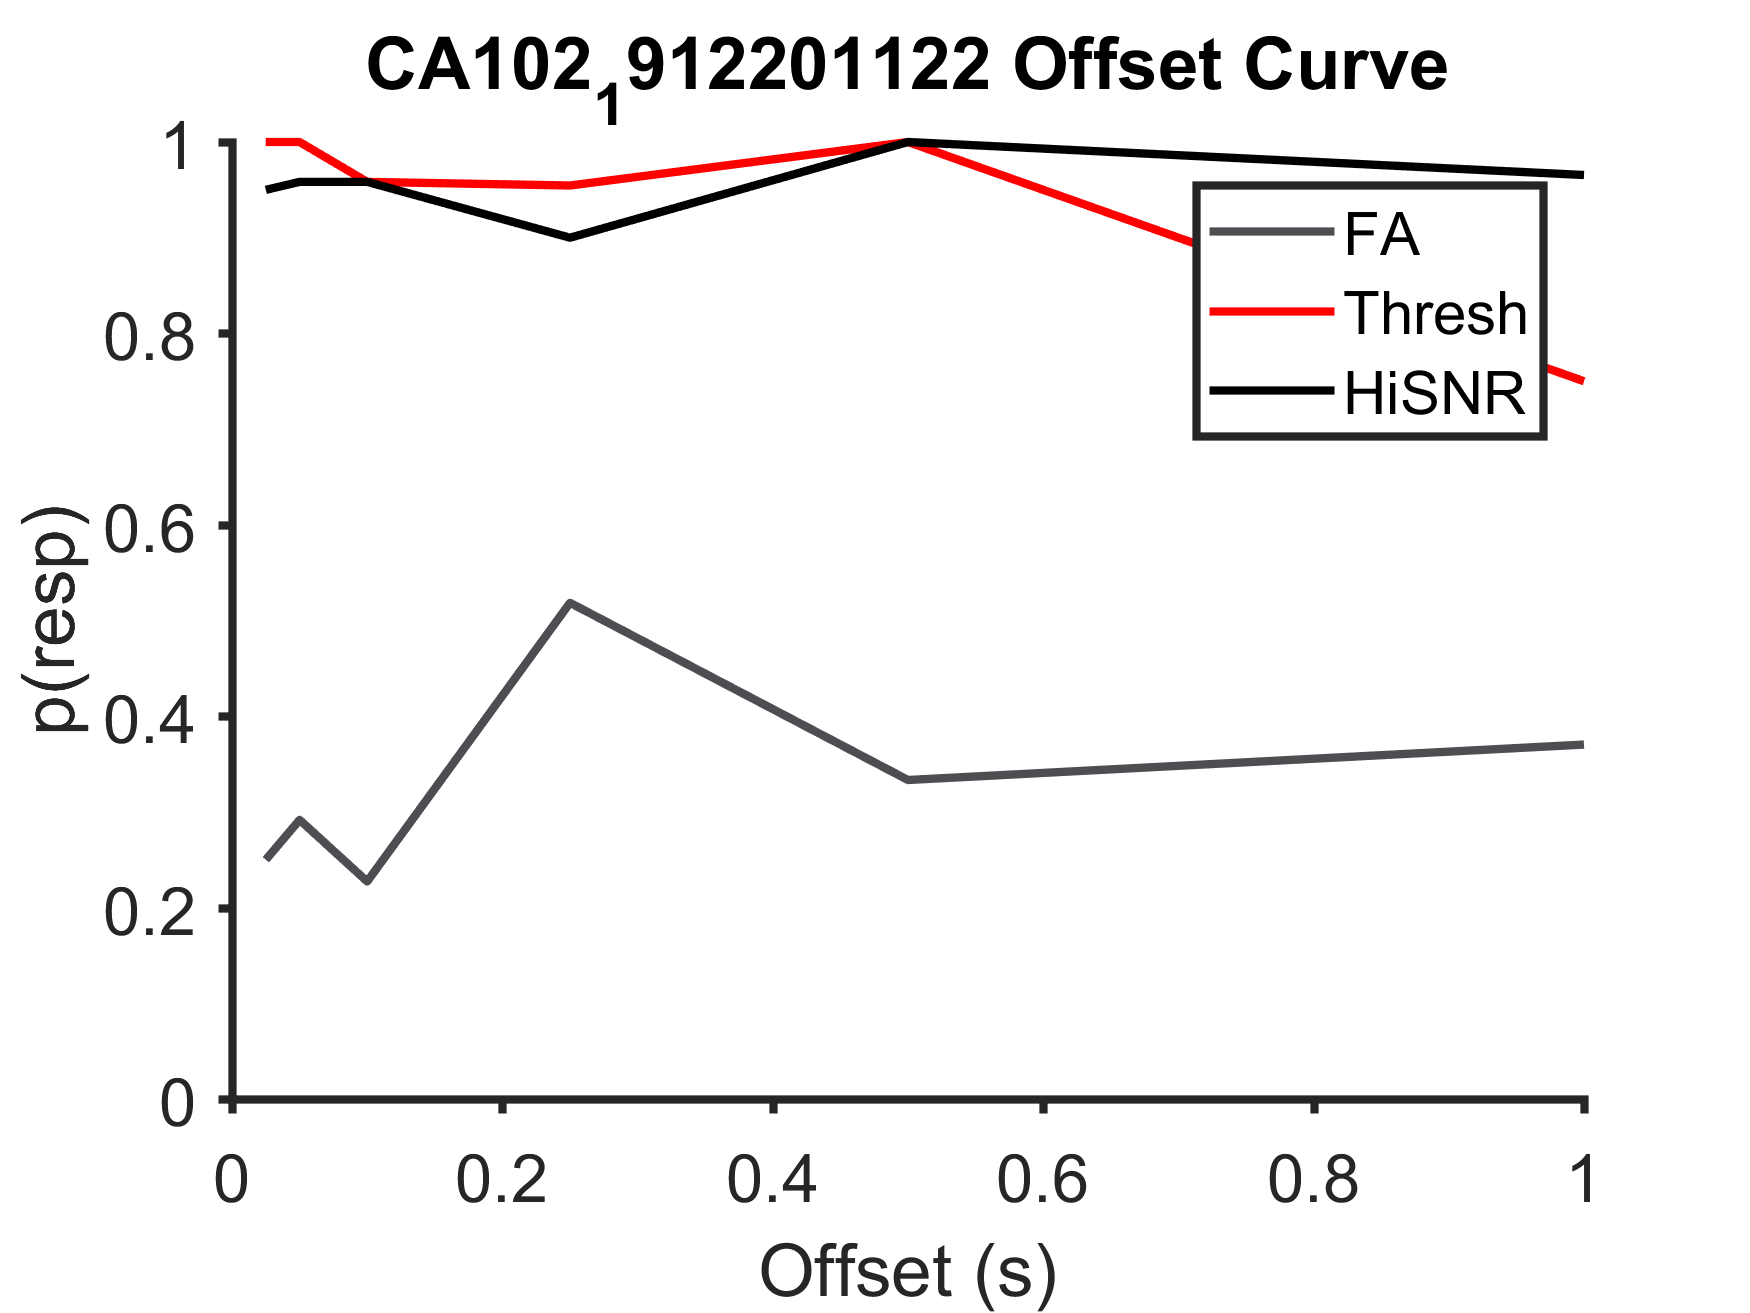 CA102₁912201122 Offset Curve
1
0.8
0.6
0.4
0.2
0
p(resp)
FA
Thresh
HiSNR
0 0.2 0.4 0.6 0.8 1
Offset (s)